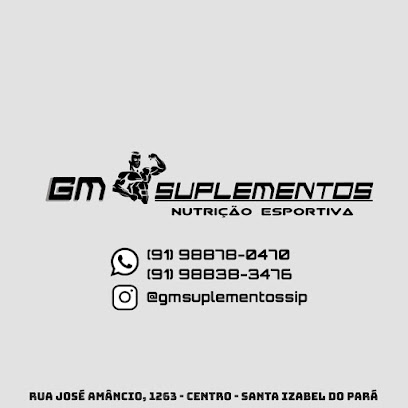 GM SUPLEMENTOS
NUTRIÇÃO ESPORTIVA
(91) 98878-0470
(91) 98838-3476
@gmsuplementossip
RUA JOSÉ AMÂNCIO, 1263 - CENTRO - SANTA IZABEL DO PARÁ